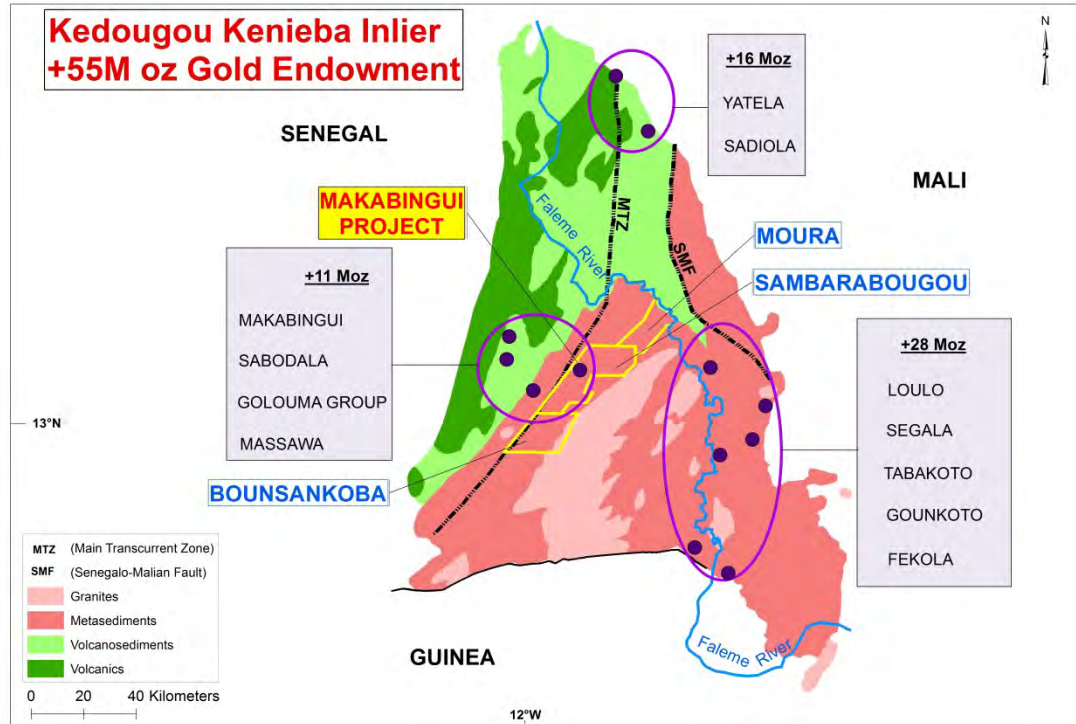 Kedougou Kenieba Inlier
+55M oz Gold Endowment
N
+16 Moz
YATELA
SADIOLA
SENEGAL
MALI
MAKABINGUI
PROJECT
Faleme River
MTZ
SMF
MOURA
SAMBARABOUGOU
+11 Moz
MAKABINGUI
SABODALA
GOLOUMA GROUP
MASSAWA
+28 Moz
LOULO
SEGALA
TABAKOTO
GOUNKOTO
FEKOLA
13°N
BOUNSANKOBA
MTZ (Main Transcurrent Zone)
SMF (Senegalo-Malian Fault)
Granites
Metasediments
Volcanosediments
Volcanics
0 20 40 Kilometers
GUINEA
Faleme River
12°W